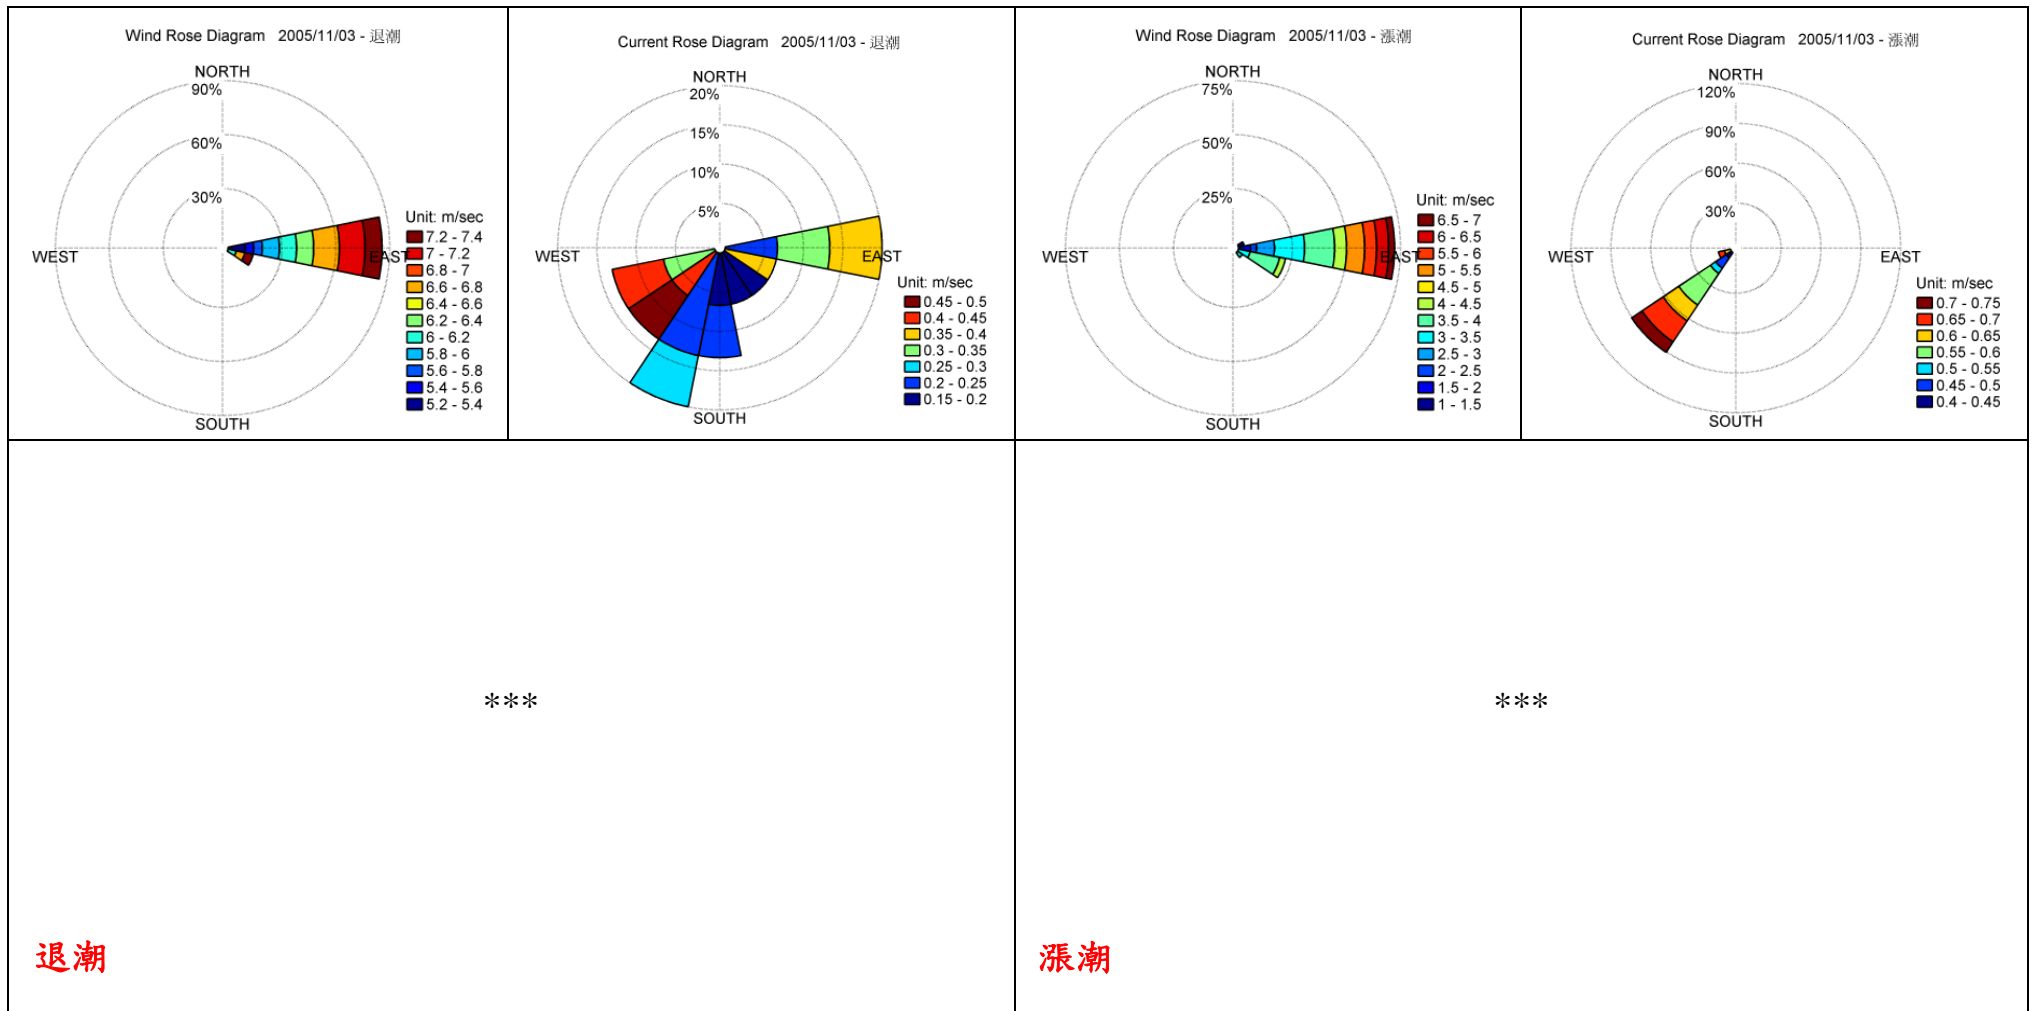 Wind Rose Diagram 2005/11/03 - 退潮
NORTH
90%
60%
30%
WEST
EAST
SOUTH
Unit: m/sec
7.2 - 7.4
7 - 7.2
6.8 - 7
6.6 - 6.8
6.4 - 6.6
6.2 - 6.4
6 - 6.2
5.8 - 6
5.6 - 5.8
5.4 - 5.6
5.2 - 5.4
Current Rose Diagram 2005/11/03 - 退潮
NORTH
20%
15%
10%
5%
WEST
EAST
SOUTH
Unit: m/sec
0.45 - 0.5
0.4 - 0.45
0.35 - 0.4
0.3 - 0.35
0.25 - 0.3
0.2 - 0.25
0.15 - 0.2
Wind Rose Diagram 2005/11/03 - 漲潮
NORTH
75%
50%
25%
WEST
EAST
SOUTH
Unit: m/sec
6.5 - 7
6 - 6.5
5.5 - 6
5 - 5.5
4.5 - 5
4 - 4.5
3.5 - 4
3 - 3.5
2.5 - 3
2 - 2.5
1.5 - 2
1 - 1.5
Current Rose Diagram 2005/11/03 - 漲潮
NORTH
120%
90%
60%
30%
WEST
EAST
SOUTH
Unit: m/sec
0.7 - 0.75
0.65 - 0.7
0.6 - 0.65
0.55 - 0.6
0.5 - 0.55
0.45 - 0.5
0.4 - 0.45
***
退潮
***
漲潮